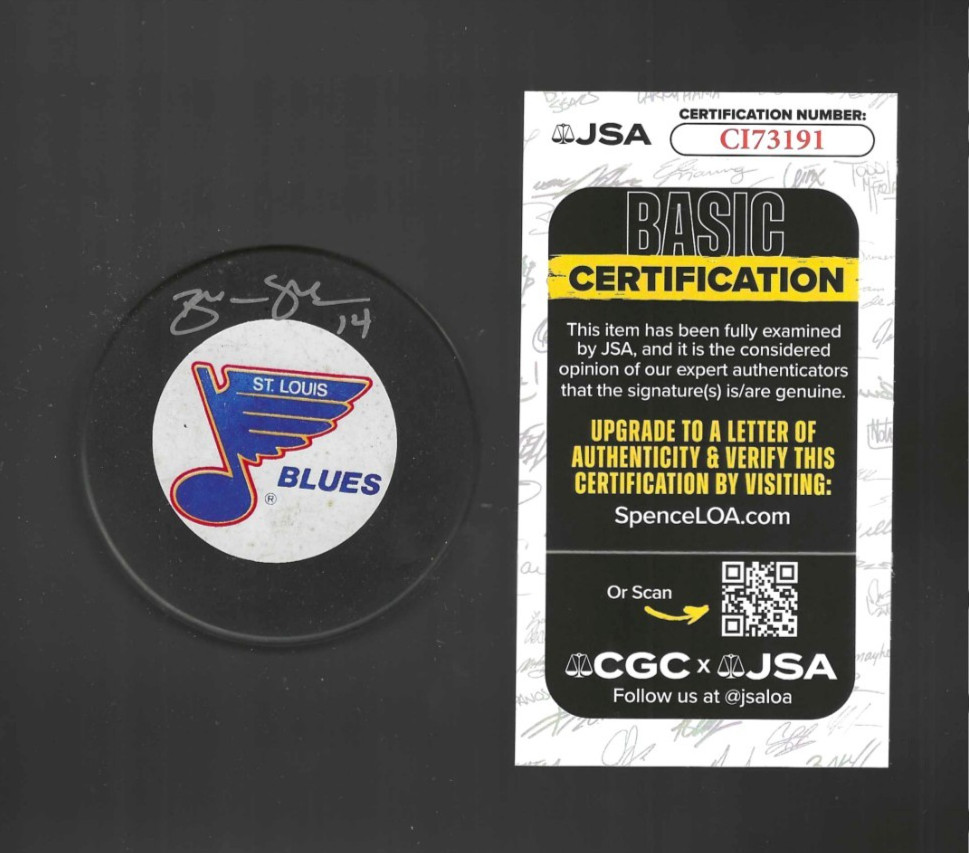 14
ST. LOUIS
BLUES
®
JSA
CERTIFICATION NUMBER:
CI73191
BASIC
CERTIFICATION
This item has been fully examined
by JSA, and it is the considered
opinion of our expert authenticators
that the signature(s) is/are genuine.
UPGRADE TO A LETTER OF
AUTHENTICITY & VERIFY THIS
CERTIFICATION BY VISITING:
SpenceLOA.com
Or Scan
CGC x JSA
Follow us at @jsaloa